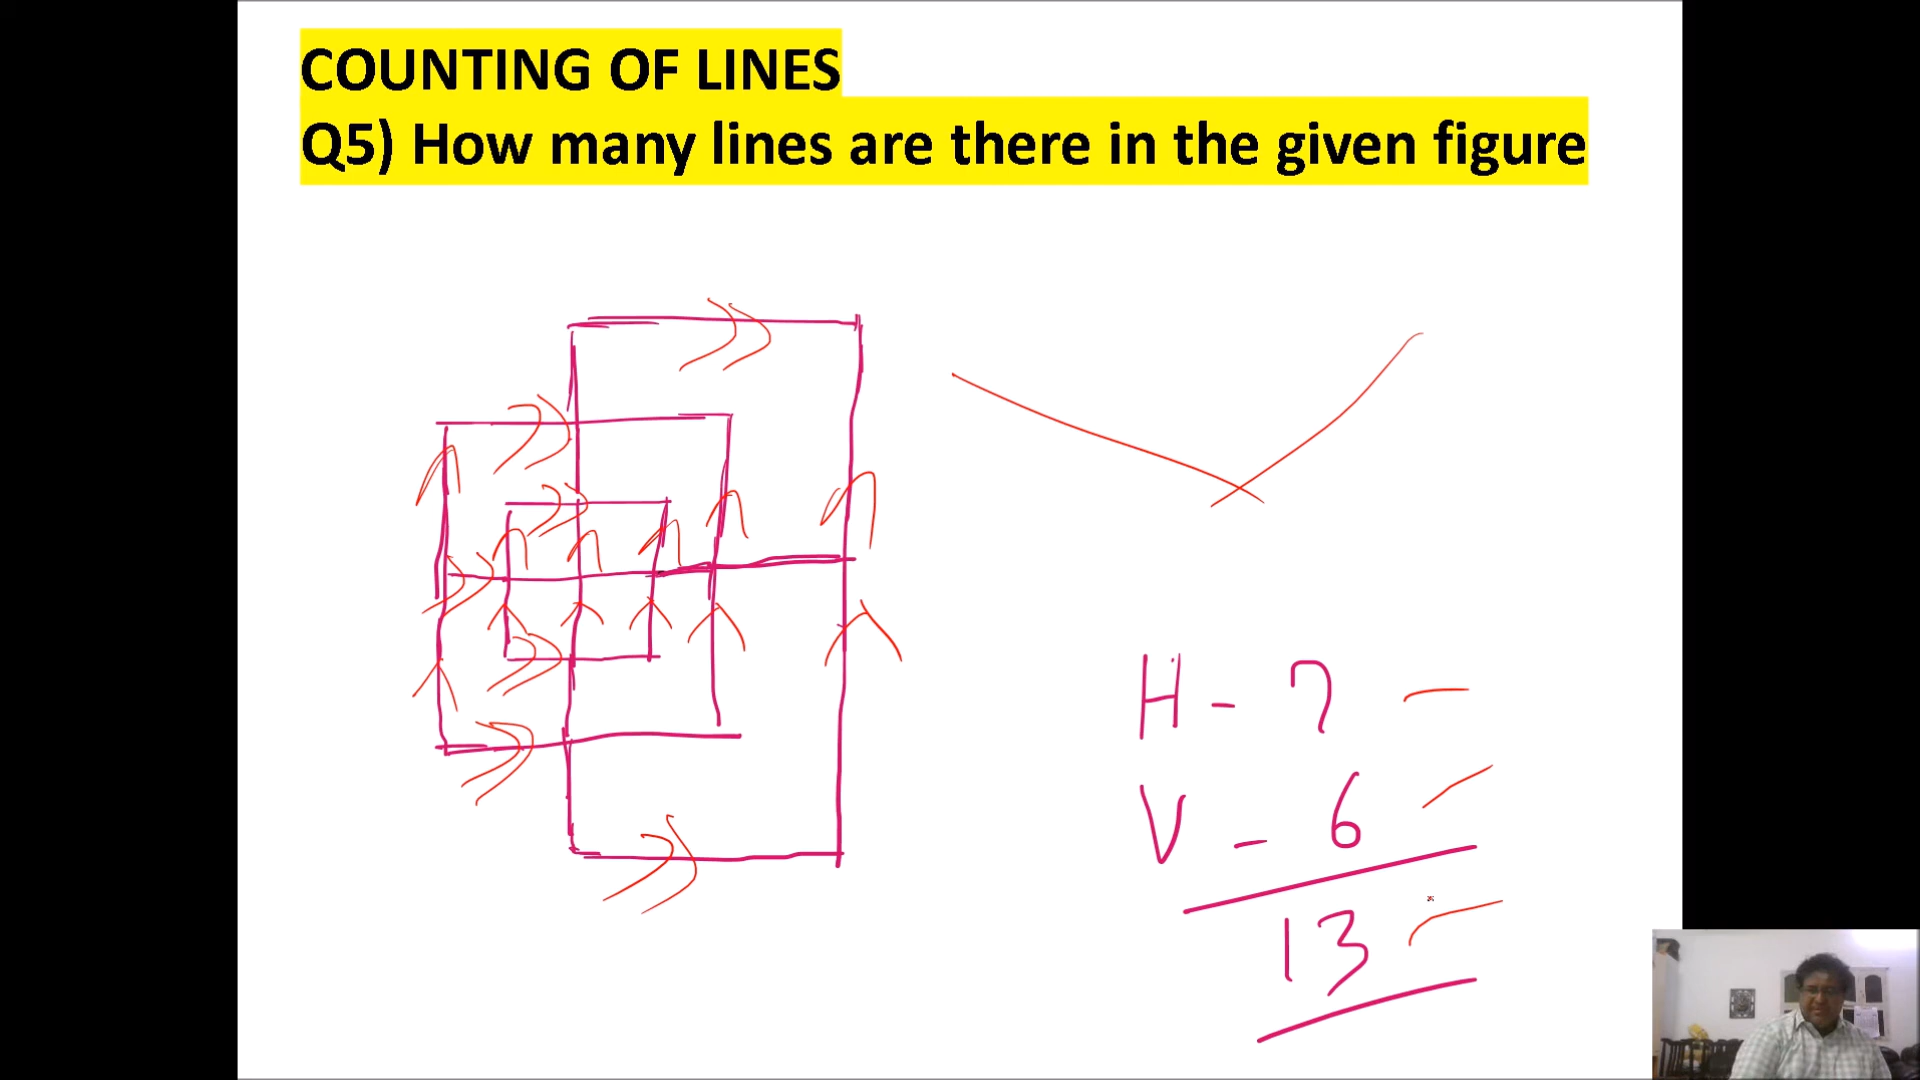 COUNTING OF LINES
Q5) How many lines are there in the given figure
H - 7
V - 6
13